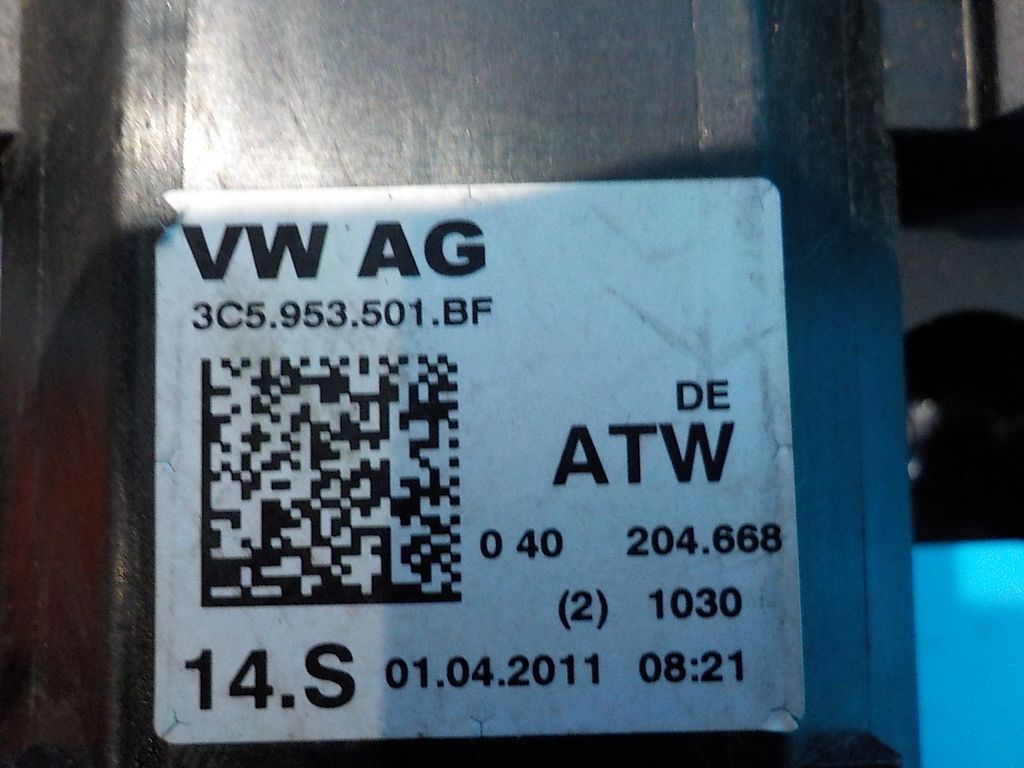 VW AG
3C5.953.501.BF
DE
ATW
0 40 204.668
(2) 1030
14.S 01.04.2011 08:21